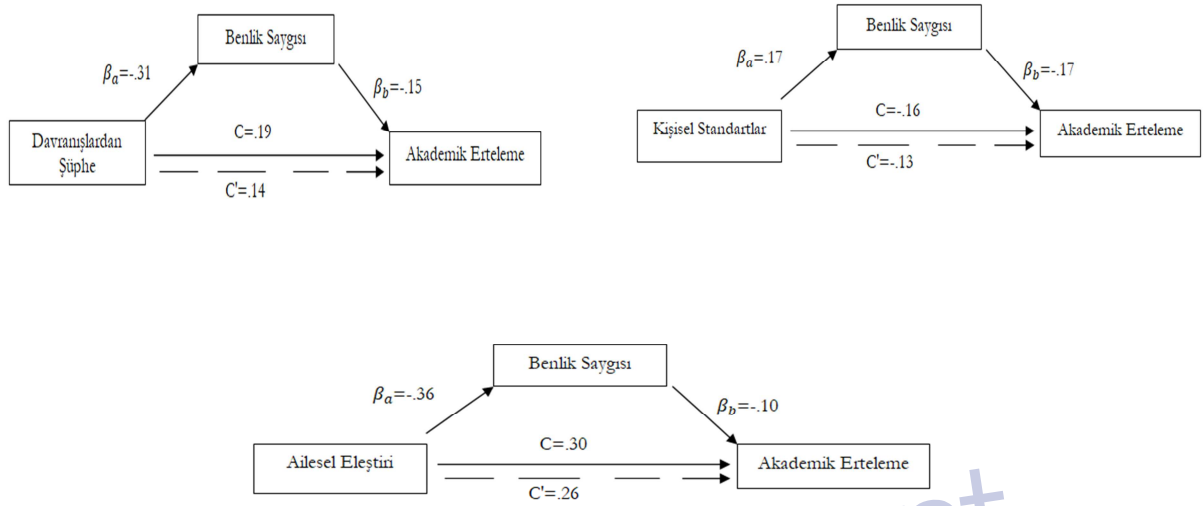 Benlik Saygısı
βa=-.31
βb=-.15
Davranışlardan
Şüphe
C=.19
C'=.14
Akademik Erteleme
Benlik Saygısı
βa=.17
βb=-.17
Kişisel Standartlar
C=-.16
C'=-.13
Akademik Erteleme
Benlik Saygısı
βa=-.36
βb=-.10
Ailesel Eleştiri
C=.30
C'=.26
Akademik Erteleme